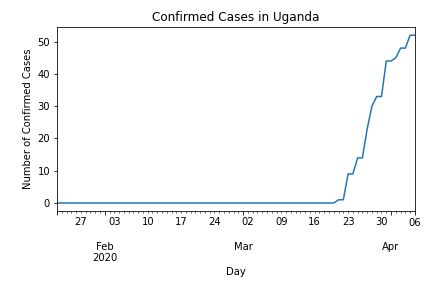 Confirmed Cases in Uganda
Number of Confirmed Cases
50
40
30
20
10
0
27 03 10 17 24 02 09 16 23 30 06
Feb Mar Apr
2020
Day